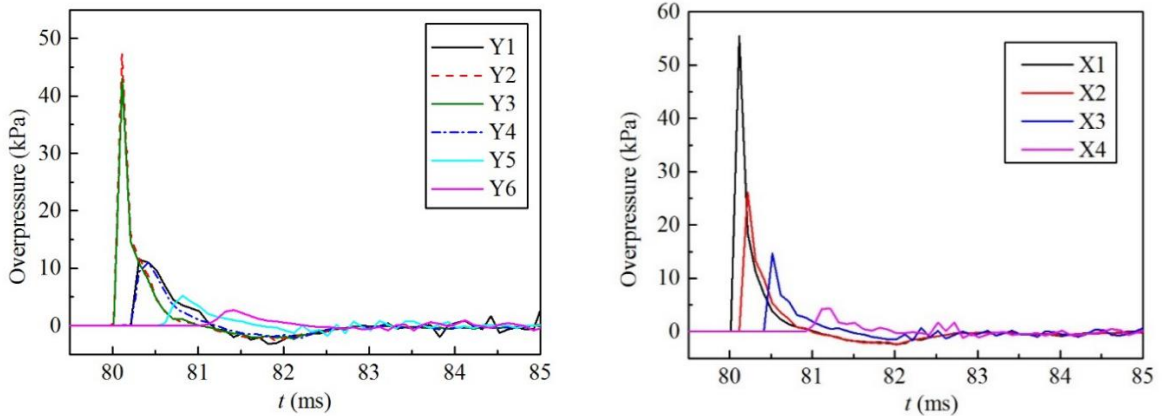 Overpressure (kPa)
50
40
30
20
10
0
80 81 82 83 84 85
t (ms)
Y1
Y2
Y3
Y4
Y5
Y6
Overpressure (kPa)
60
50
40
30
20
10
0
80 81 82 83 84 85
t (ms)
X1
X2
X3
X4